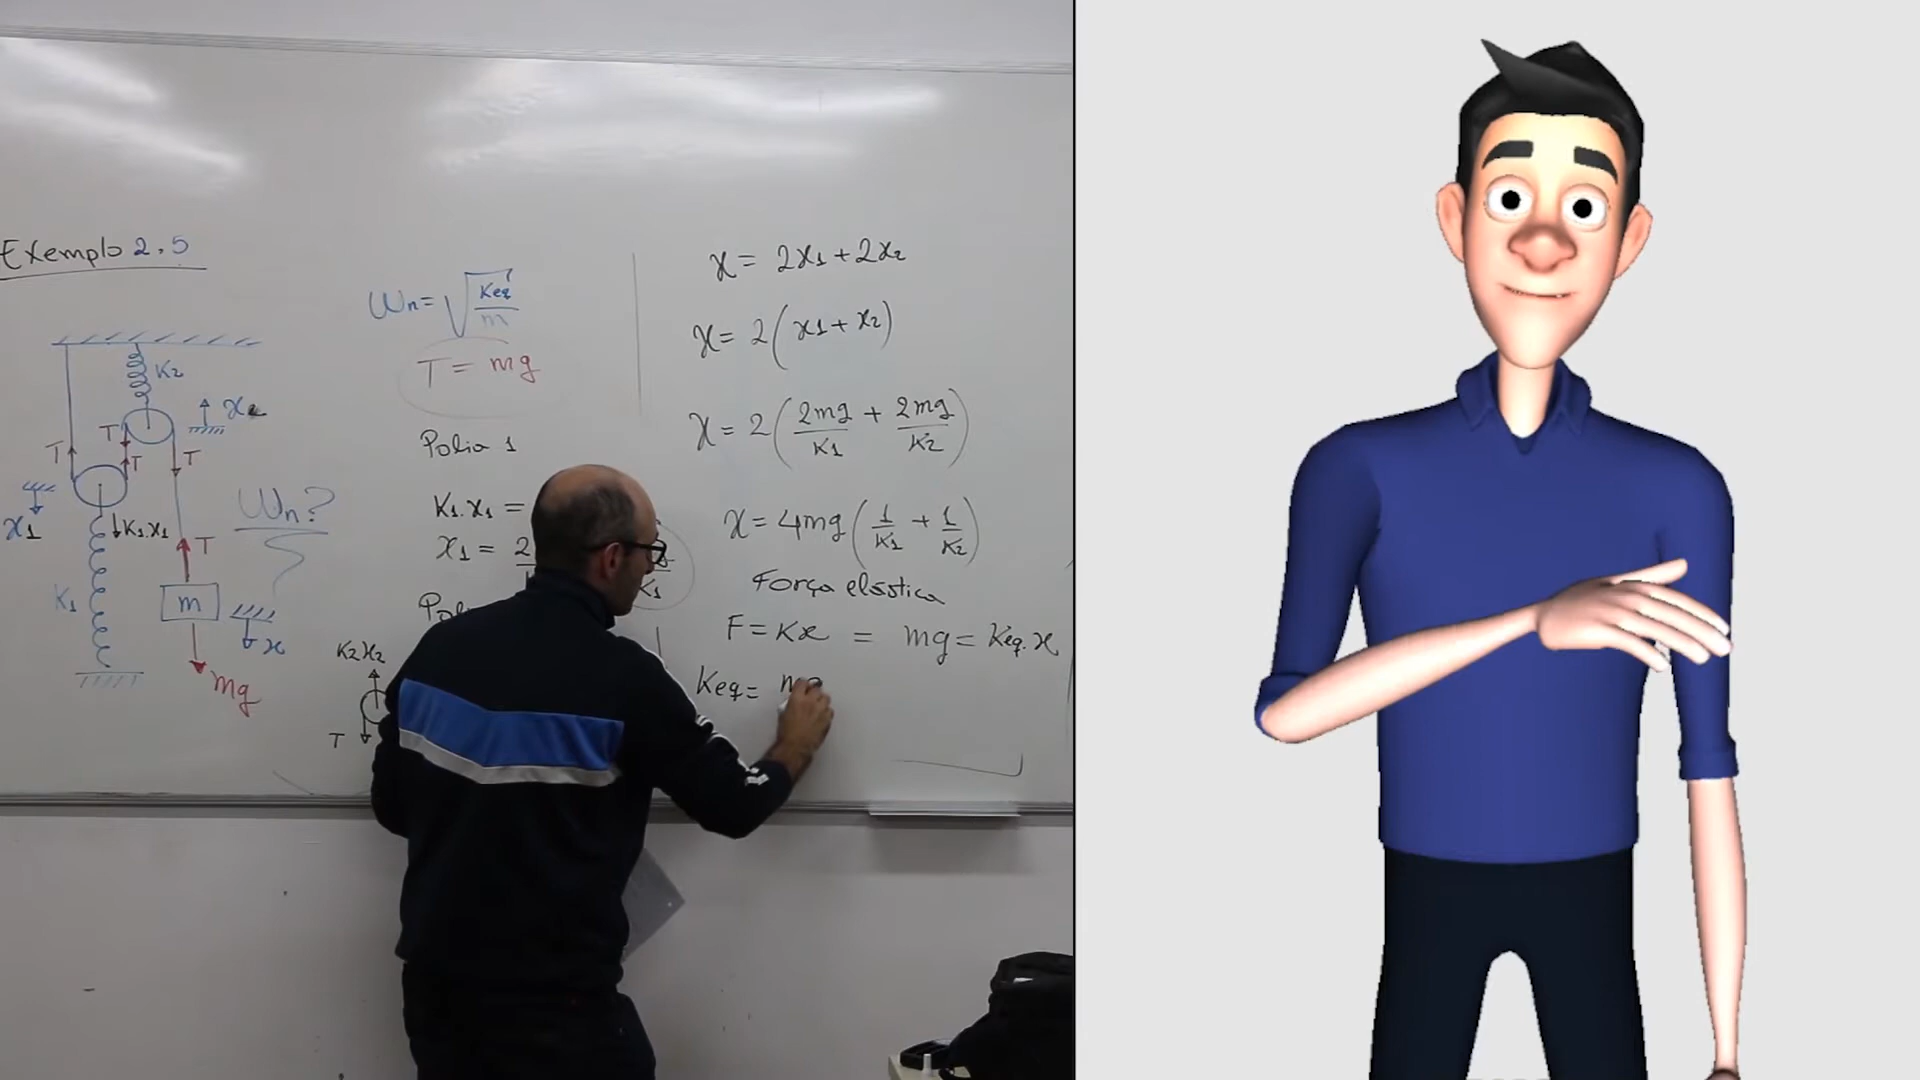 Exemplo 2.5
K2
x2
T T
T T
x1
K1.x1
Wn?
T
K1
m
x
mg
Wn = √Keq/m
T = mg
Polia 1
K1.x1 =
x1 = 2
K1
K2x2
T
x = 2x1 + 2x2
x = 2(x1 + x2)
x = 2(2mg/K1 + 2mg/K2)
x = 4mg(1/K1 + 1/K2)
Força elástica
F = Kx = mg = Keq.x
Keq =